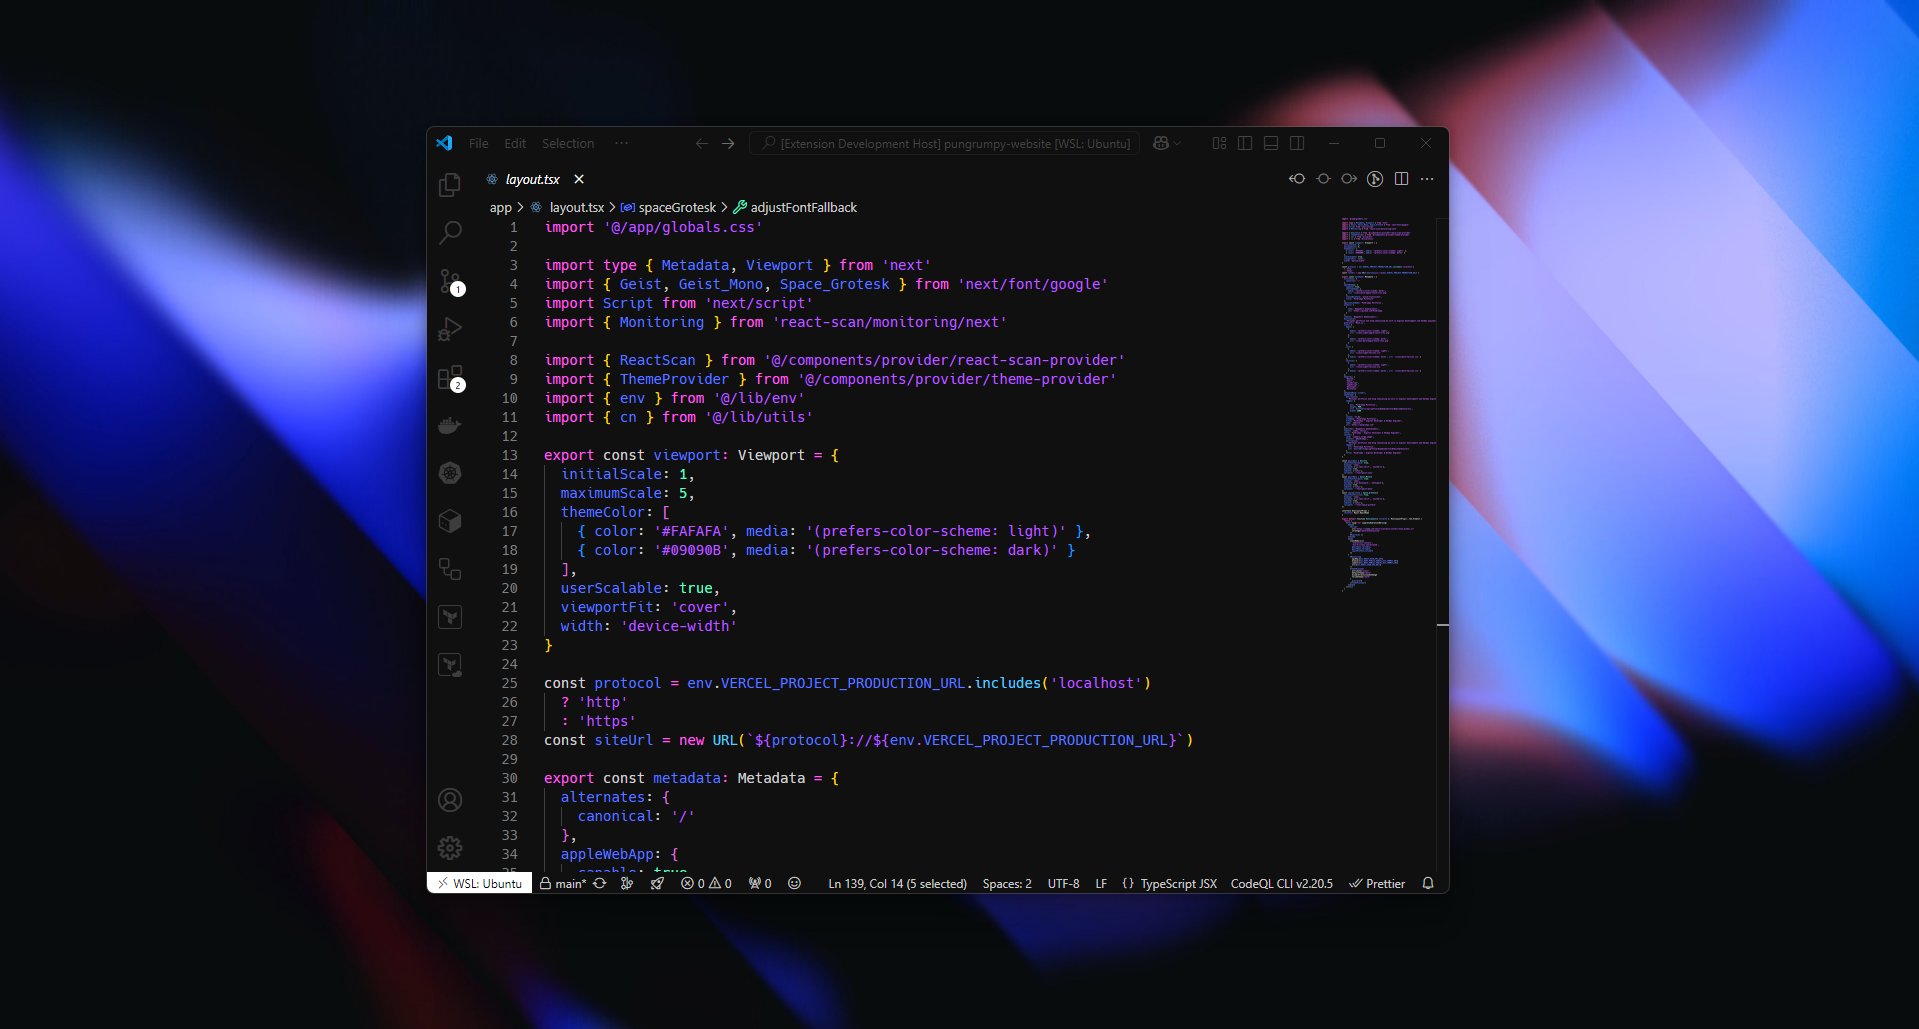 File Edit Selection ··· [Extension Development Host] pungrumpy-website [WSL: Ubuntu]
layout.tsx
app > layout.tsx > spaceGrotesk > adjustFontFallback
1 import '@/app/globals.css'
2
3 import type { Metadata, Viewport } from 'next'
4 import { Geist, Geist_Mono, Space_Grotesk } from 'next/font/google'
5 import Script from 'next/script'
6 import { Monitoring } from 'react-scan/monitoring/next'
7
8 import { ReactScan } from '@/components/provider/react-scan-provider'
9 import { ThemeProvider } from '@/components/provider/theme-provider'
10 import { env } from '@/lib/env'
11 import { cn } from '@/lib/utils'
12
13 export const viewport: Viewport = {
14 initialScale: 1,
15 maximumScale: 5,
16 themeColor: [
17 { color: '#FAFAFA', media: '(prefers-color-scheme: light)' },
18 { color: '#09090B', media: '(prefers-color-scheme: dark)' }
19 ],
20 userScalable: true,
21 viewportFit: 'cover',
22 width: 'device-width'
23 }
24
25 const protocol = env.VERCEL_PROJECT_PRODUCTION_URL.includes('localhost')
26 ? 'http'
27 : 'https'
28 const siteUrl = new URL(`${protocol}://${env.VERCEL_PROJECT_PRODUCTION_URL}`)
29
30 export const metadata: Metadata = {
31 alternates: {
32 canonical: '/'
33 },
34 appleWebApp: {
35 capable: true
1
2
WSL: Ubuntu main* 0 0 0 Ln 139, Col 14 (5 selected) Spaces: 2 UTF-8 LF {} TypeScript JSX CodeQL CLI v2.20.5 Prettier